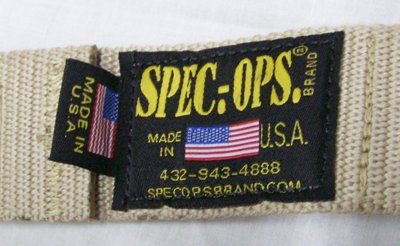 SPEC.-OPS.®
BRAND
MADE IN U.S.A.
432-943-4888
SPECOPSBRAND.COM
MADE IN
U.S.A